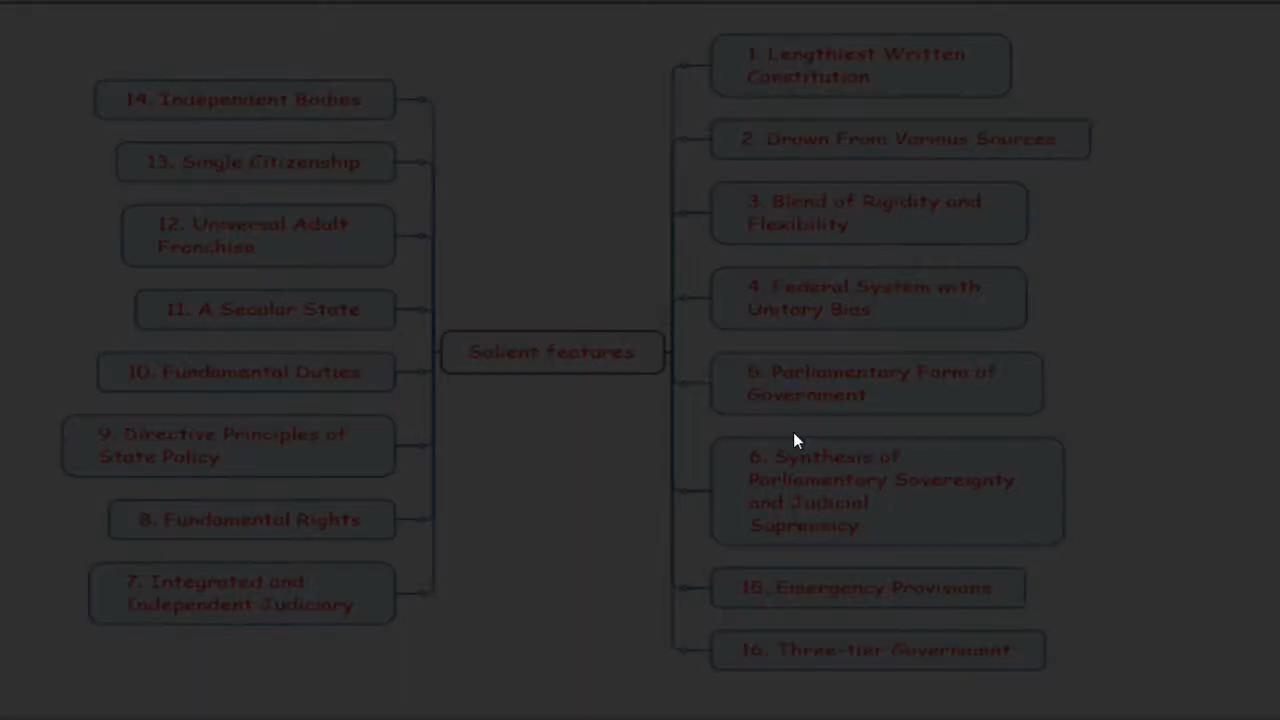 1. Lengthiest Written
Constitution
14. Independent Bodies
2. Drawn From Various Sources
13. Single Citizenship
3. Blend of Rigidity and
Flexibility
12. Universal Adult
Franchise
4. Federal System with
Unitary Bias
11. A Secular State
Salient features
10. Fundamental Duties
5. Parliamentary Form of
Government
9. Directive Principles of
State Policy
6. Synthesis of
Parliamentary Sovereignty
and Judicial
Supremacy
8. Fundamental Rights
7. Integrated and
Independent Judiciary
15. Emergency Provisions
16. Three-tier Government